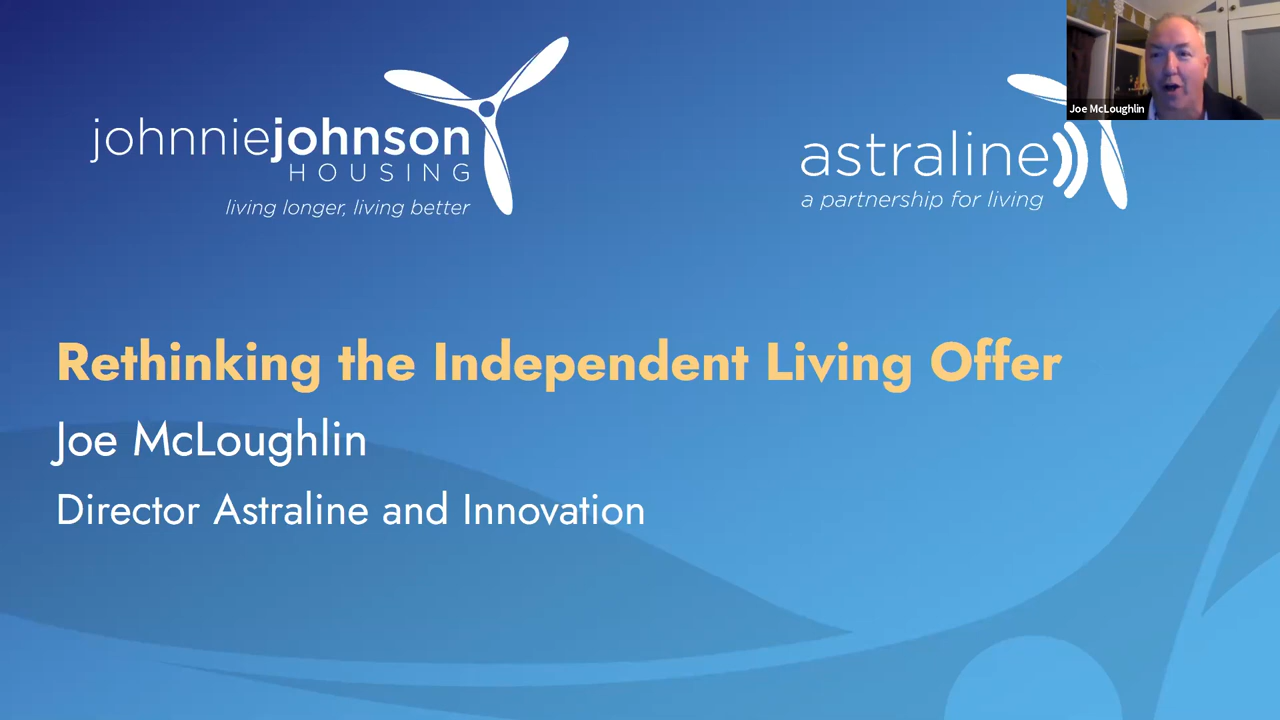 johnniejohnson
HOUSING
living longer, living better
astraline
a partnership for living
Joe McLoughlin
Rethinking the Independent Living Offer
Joe McLoughlin
Director Astraline and Innovation